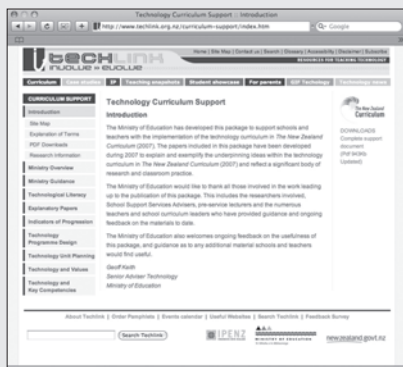 Technology Curriculum Support :: Introduction
http://www.techlink.org.nz/curriculum-support/index.htm
Google
techlink
INVOLVE > EVOLVE
Home | Site Map | Contact us | Search | Glossary | Accessibility | Disclaimer | Subscribe
RESOURCES FOR TEACHING TECHNOLOGY
Curriculum
Case studies
IP
Teaching snapshots
Student showcase
For parents
GIF Technology
Technology news
CURRICULUM SUPPORT
Introduction
Site Map
Explanation of Terms
PDF Downloads
Research Information
Ministry Overview
Ministry Guidance
Technological Literacy
Explanatory Papers
Indicators of Progression
Technology
Programme Design
Technology Unit Planning
Technology and Values
Technology and
Key Competencies
Technology Curriculum Support
Introduction
The Ministry of Education has developed this package to support schools and
teachers with the implementation of the technology curriculum in The New Zealand
Curriculum (2007). The papers included in this package have been developed
during 2007 to explain and exemplify the underpinning ideas within the technology
curriculum in The New Zealand Curriculum (2007) and reflect a significant body of
research and classroom practice.
The Ministry of Education would like to thank all those involved in the work leading
up to the publication of this package. This includes the researchers involved,
School Support Services Advisers, pre-service lecturers and the numerous
teachers and school curriculum leaders who have provided guidance and ongoing
feedback on the materials to date.
The Ministry of Education also welcomes ongoing feedback on the usefulness of
this package, and guidance as to any additional material schools and teachers
would find useful.
Geoff Keith
Senior Adviser Technology
Ministry of Education
The New Zealand
Curriculum
DOWNLOADS
Complete support
document.
Updated)
About Techlink | Order Pamphlets | Events calendar | Useful Websites | Search Techlink | Feedback
Survey
Search Techlink
IPENZ
MINISTRY OF EDUCATION
newzealand.govt.nz